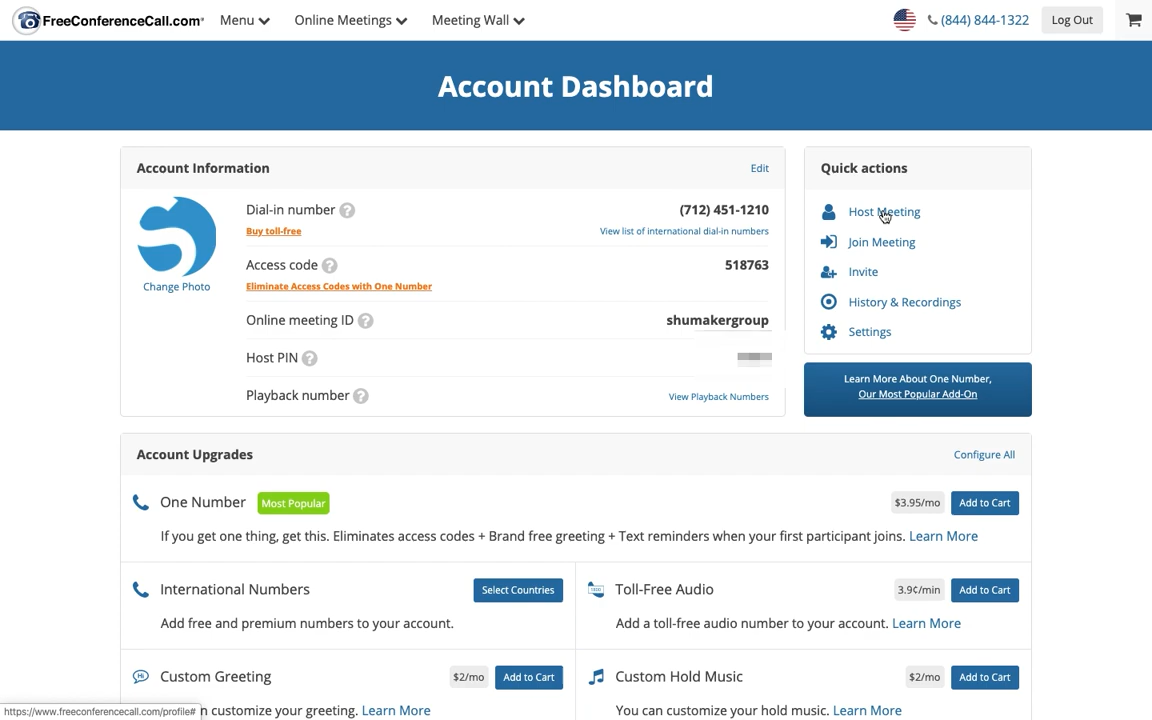 FreeConferenceCall.com®
Menu
Online Meetings
Meeting Wall
(844) 844-1322
Log Out
Account Dashboard
Account Information
Edit
Change Photo
Dial-in number ?
(712) 451-1210
Buy toll-free
View list of international dial-in numbers
Access code ?
518763
Eliminate Access Codes with One Number
Online meeting ID ?
shumakergroup
Host PIN ?
Playback number ?
View Playback Numbers
Quick actions
Host Meeting
Join Meeting
Invite
History & Recordings
Settings
Learn More About One Number,
Our Most Popular Add-On
Account Upgrades
Configure All
One Number
Most Popular
$3.95/mo
Add to Cart
If you get one thing, get this. Eliminates access codes + Brand free greeting + Text reminders when your first participant joins. Learn More
International Numbers
Select Countries
Add free and premium numbers to your account.
Toll-Free Audio
3.9¢/min
Add to Cart
Add a toll-free audio number to your account. Learn More
Custom Greeting
$2/mo
Add to Cart
n customize your greeting. Learn More
Custom Hold Music
$2/mo
Add to Cart
You can customize your hold music. Learn More
https://www.freeconferencecall.com/profile#